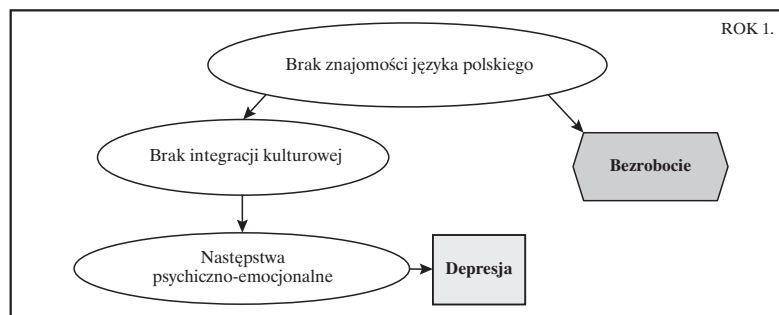 ROK 1.
Brak znajomości języka polskiego
Brak integracji kulturowej
Bezrobocie
Następstwa
psychiczno-emocjonalne
Depresja